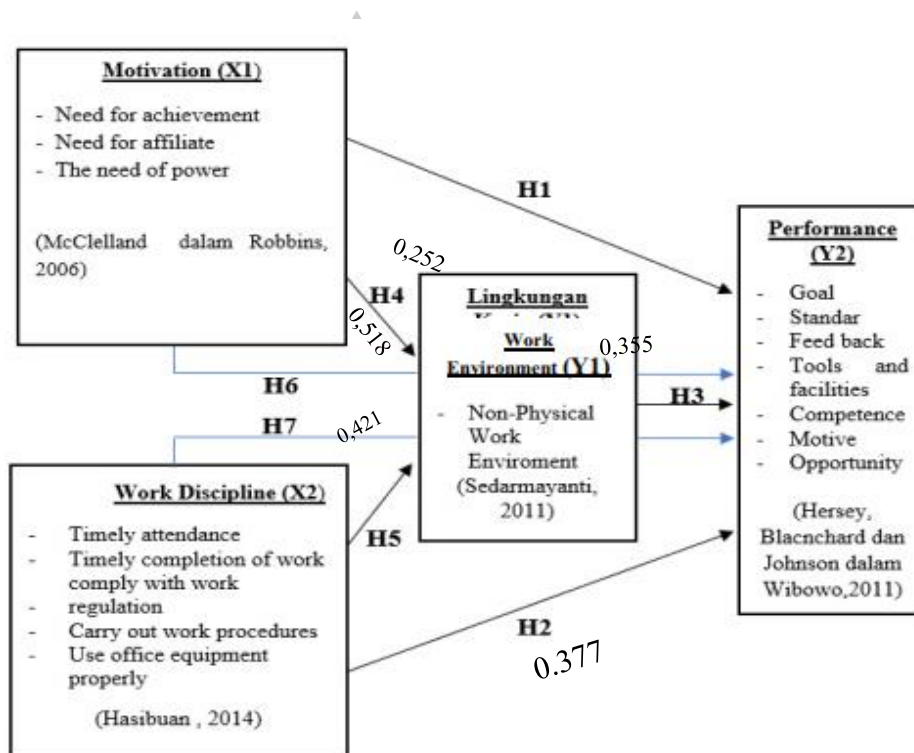 Motivation (X1)
- Need for achievement
- Need for affiliate
- The need of power
(McClelland dalam Robbins,
2006)
H1
0,252
H4
0,518
H6
H7
0,421
Lingkungan
Work
Environment (Y1)
- Non-Physical
Work
Enviroment
(Sedarmayanti,
2011)
0,355
H3
Performance
(Y2)
- Goal
- Standar
- Feed back
- Tools and
facilities
- Competence
- Motive
- Opportunity
(Hersey,
Blacnchard dan
Johnson dalam
Wibowo,2011)
Work Discipline (X2)
- Timely attendance
- Timely completion of work
comply with work
- regulation
- Carry out work procedures
- Use office equipment
properly
(Hasibuan , 2014)
H5
H2
0.377